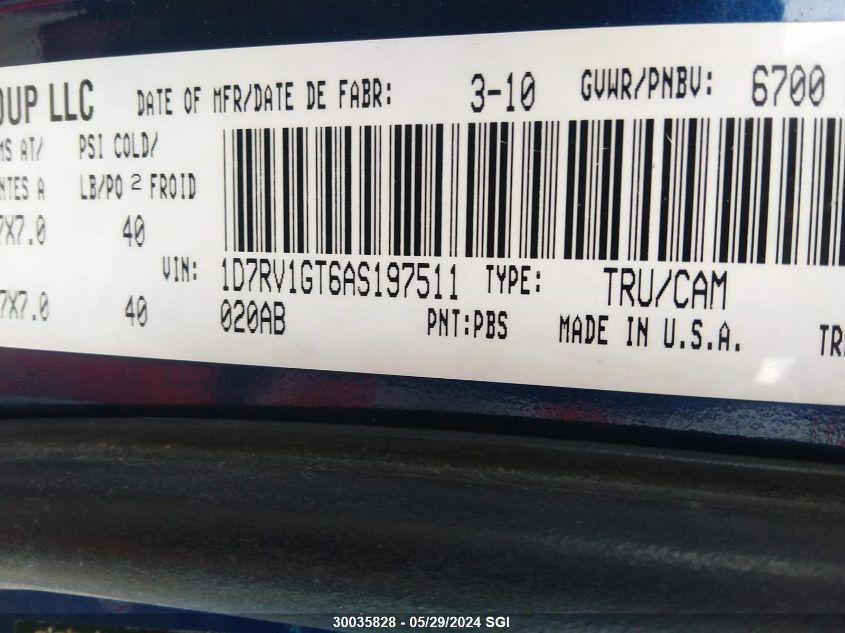 OUP LLC DATE OF MFR/DATE DE FABR: 3-10 GVWR/PNBV: 6700
MS AT/ PSI COLD/
NTES A LB/PO 2 FROID
7X7.0 40
VIN: 1D7RV1GT6AS197511 TYPE: TRU/CAM
7X7.0 40 020AB PNT:PBS MADE IN U.S.A. TR
30035828 - 05/29/2024 SGI